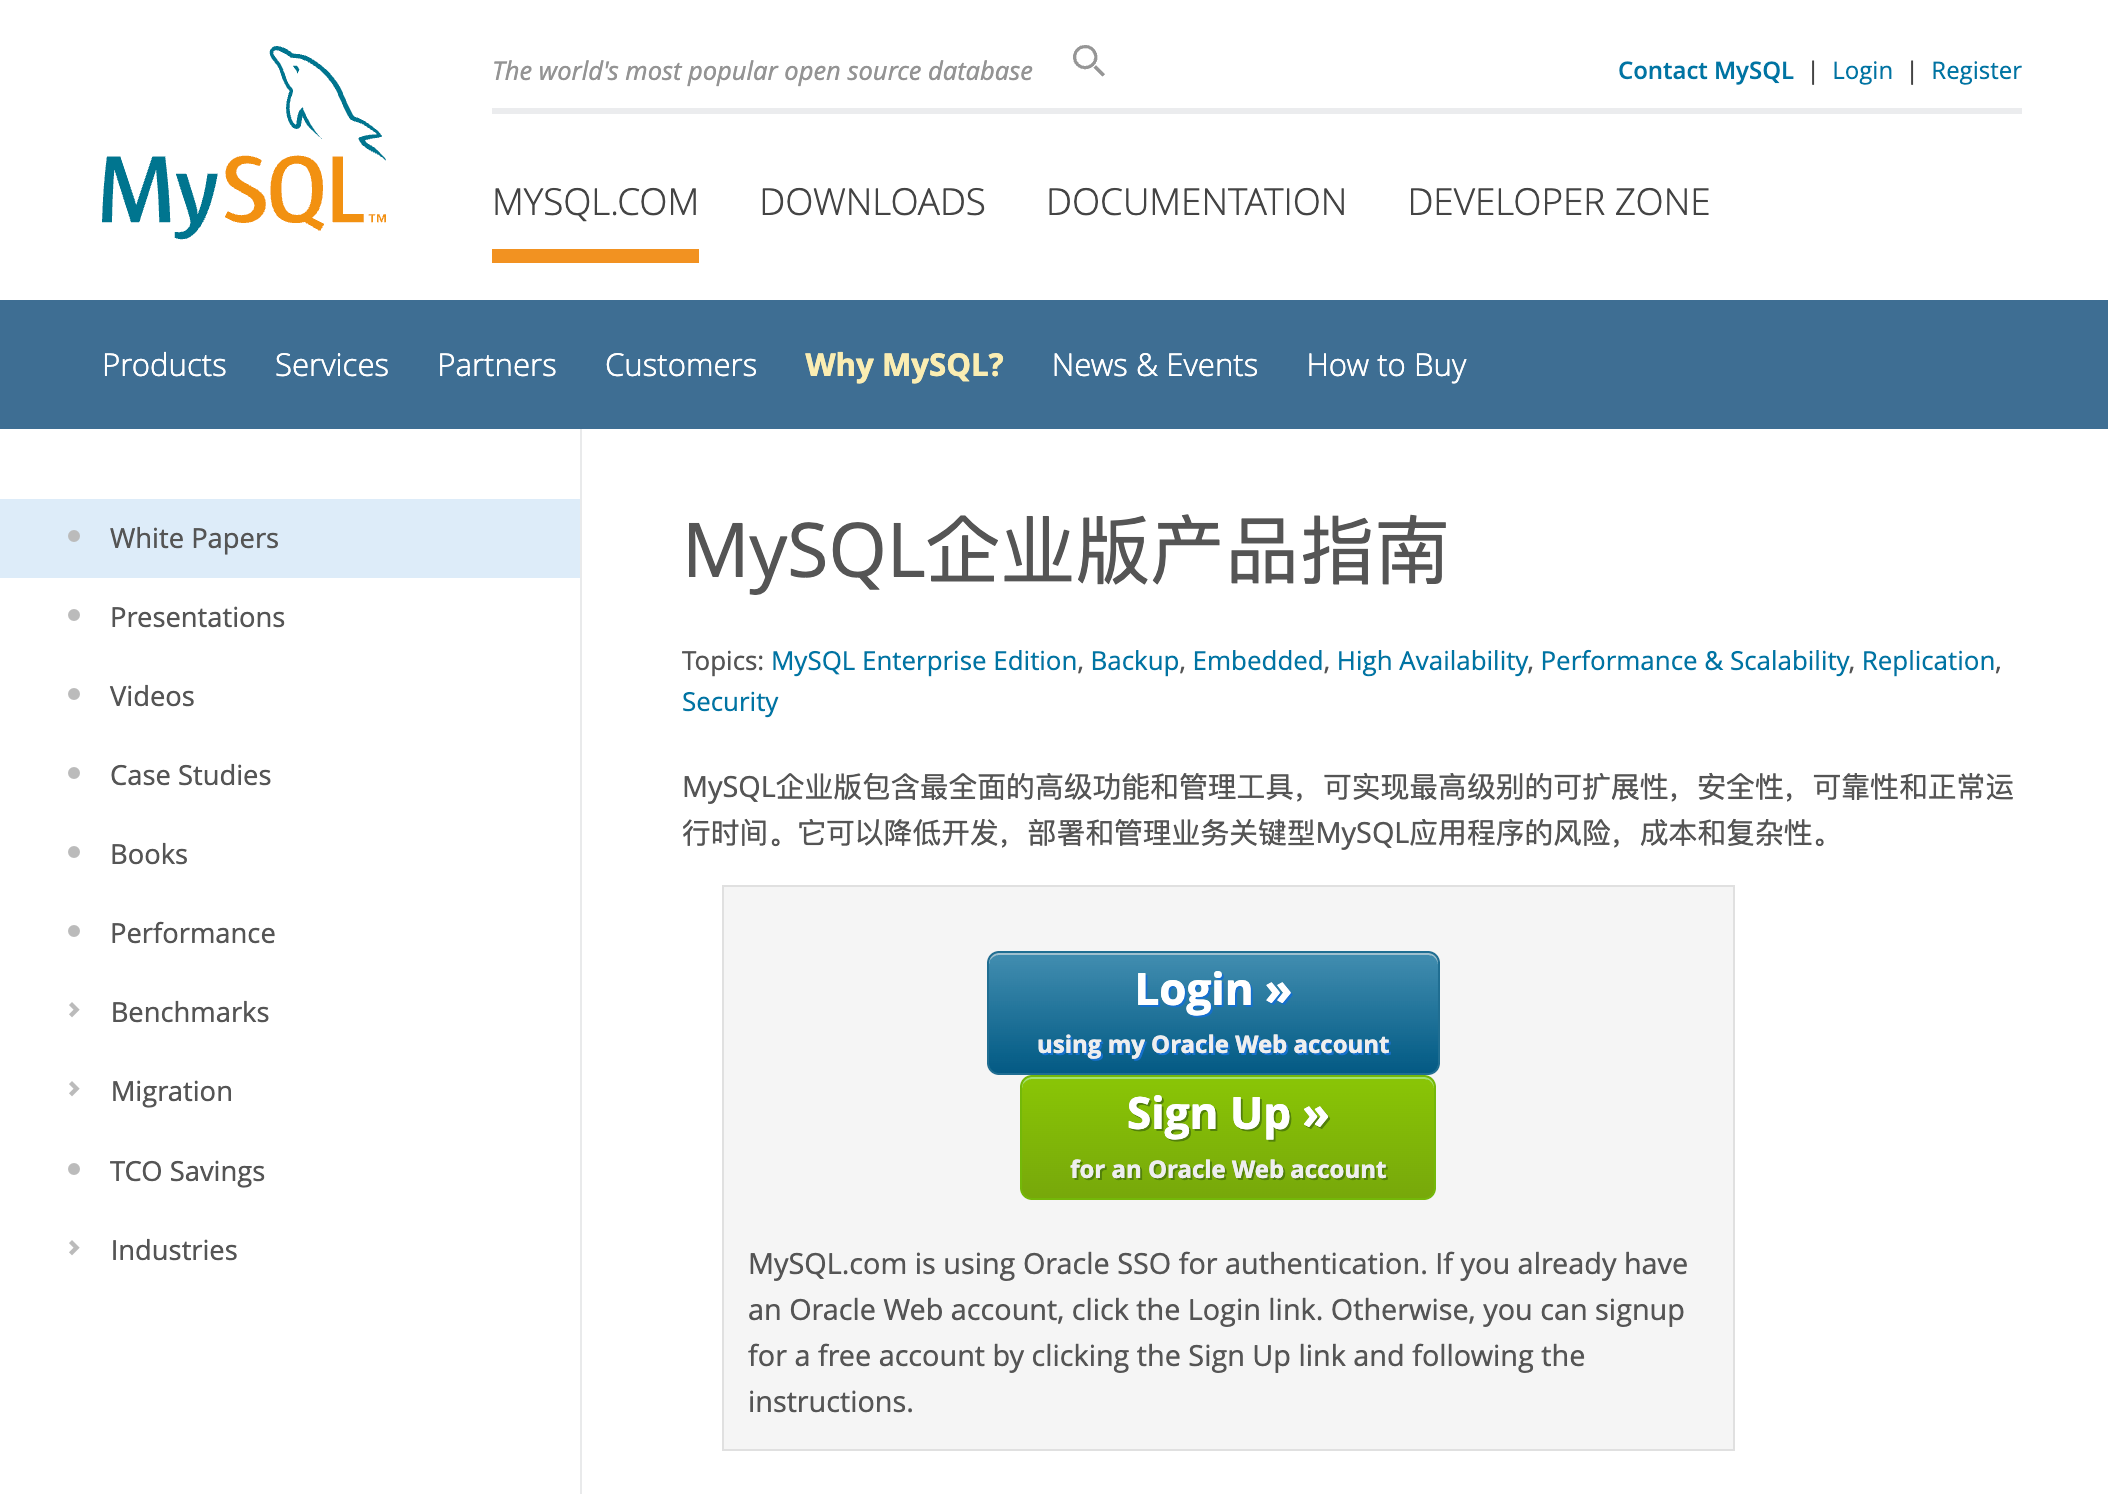 The world's most popular open source database
Contact MySQL | Login | Register
MySQL™
MYSQL.COM DOWNLOADS DOCUMENTATION DEVELOPER ZONE
Products Services Partners Customers Why MySQL? News & Events How to Buy
White Papers
Presentations
Videos
Case Studies
Books
Performance
Benchmarks
Migration
TCO Savings
Industries
MySQL企业版产品指南
Topics: MySQL Enterprise Edition, Backup, Embedded, High Availability, Performance & Scalability, Replication,
Security
MySQL企业版包含最全面的高级功能和管理工具，可实现最高级别的可扩展性，安全性，可靠性和正常运
行时间。它可以降低开发，部署和管理业务关键型MySQL应用程序的风险，成本和复杂性。
Login »
using my Oracle Web account
Sign Up »
for an Oracle Web account
MySQL.com is using Oracle SSO for authentication. If you already have
an Oracle Web account, click the Login link. Otherwise, you can signup
for a free account by clicking the Sign Up link and following the
instructions.